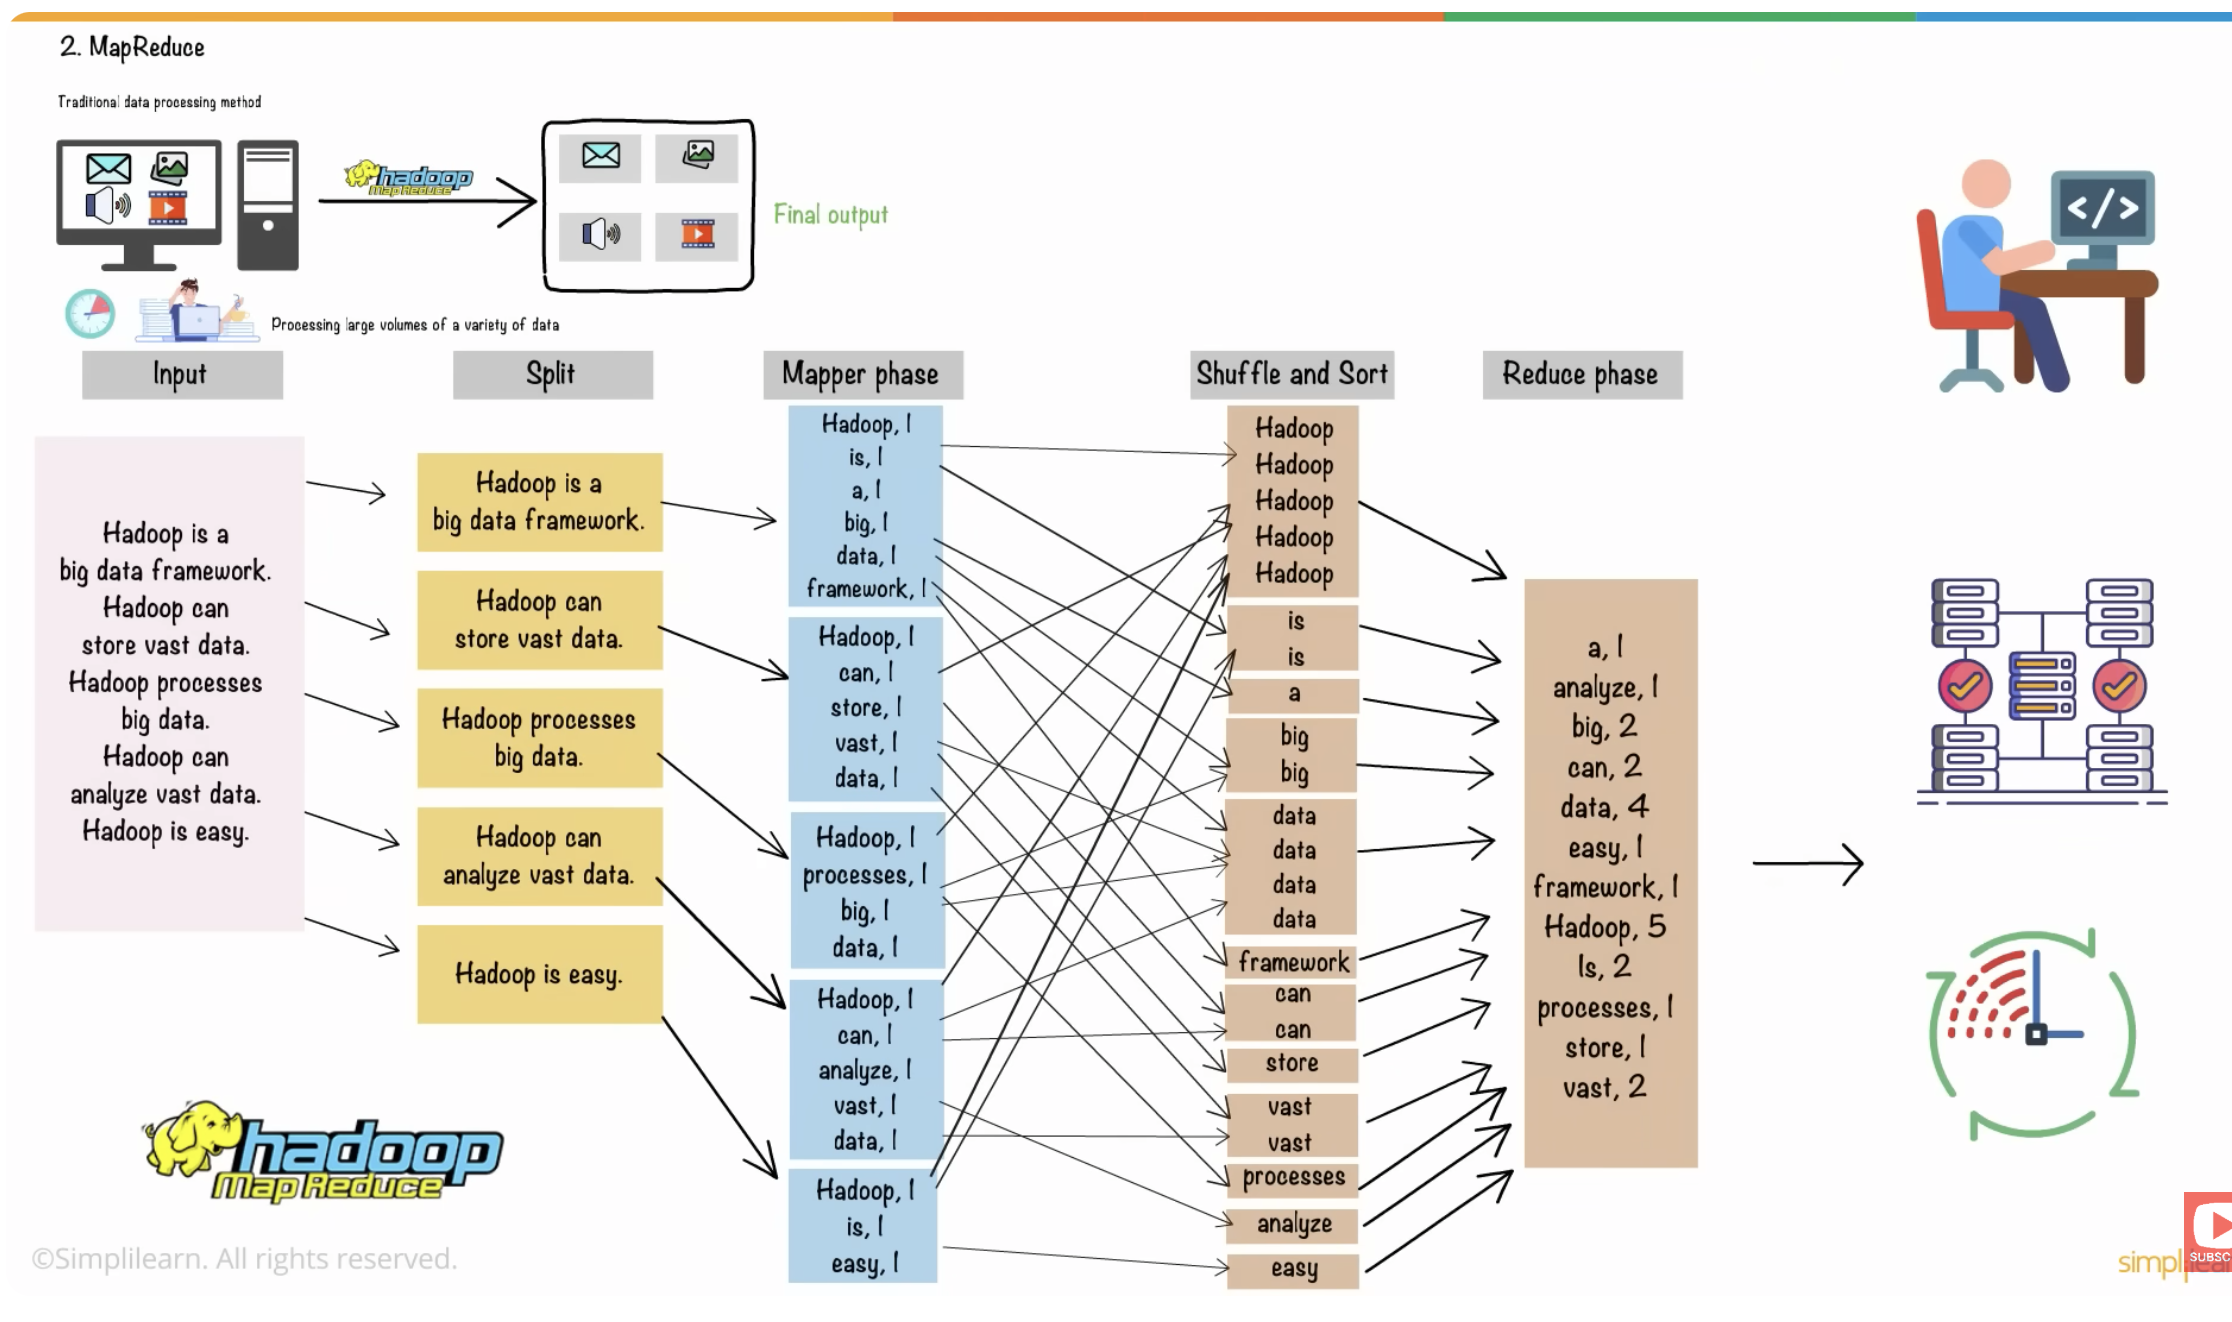 2. MapReduce
Traditional data processing method
hadoop
Map Reduce
Final output
</>
Processing large volumes of a variety of data
Input
Split
Mapper phase
Shuffle and Sort
Reduce phase
Hadoop is a
big data framework.
Hadoop can
store vast data.
Hadoop processes
big data.
Hadoop can
analyze vast data.
Hadoop is easy.
Hadoop is a
big data framework.
Hadoop can
store vast data.
Hadoop processes
big data.
Hadoop can
analyze vast data.
Hadoop is easy.
Hadoop, 1
is, 1
a, 1
big, 1
data, 1
framework, 1
Hadoop, 1
can, 1
store, 1
vast, 1
data, 1
Hadoop, 1
processes, 1
big, 1
data, 1
Hadoop, 1
can, 1
analyze, 1
vast, 1
data, 1
Hadoop, 1
is, 1
easy, 1
Hadoop
Hadoop
Hadoop
Hadoop
Hadoop
is
is
a
big
big
data
data
data
data
framework
can
can
store
vast
vast
processes
analyze
easy
a, 1
analyze, 1
big, 2
can, 2
data, 4
easy, 1
framework, 1
Hadoop, 5
Is, 2
processes, 1
store, 1
vast, 2
hadoop
Map Reduce
©Simplilearn. All rights reserved.
SUBSC